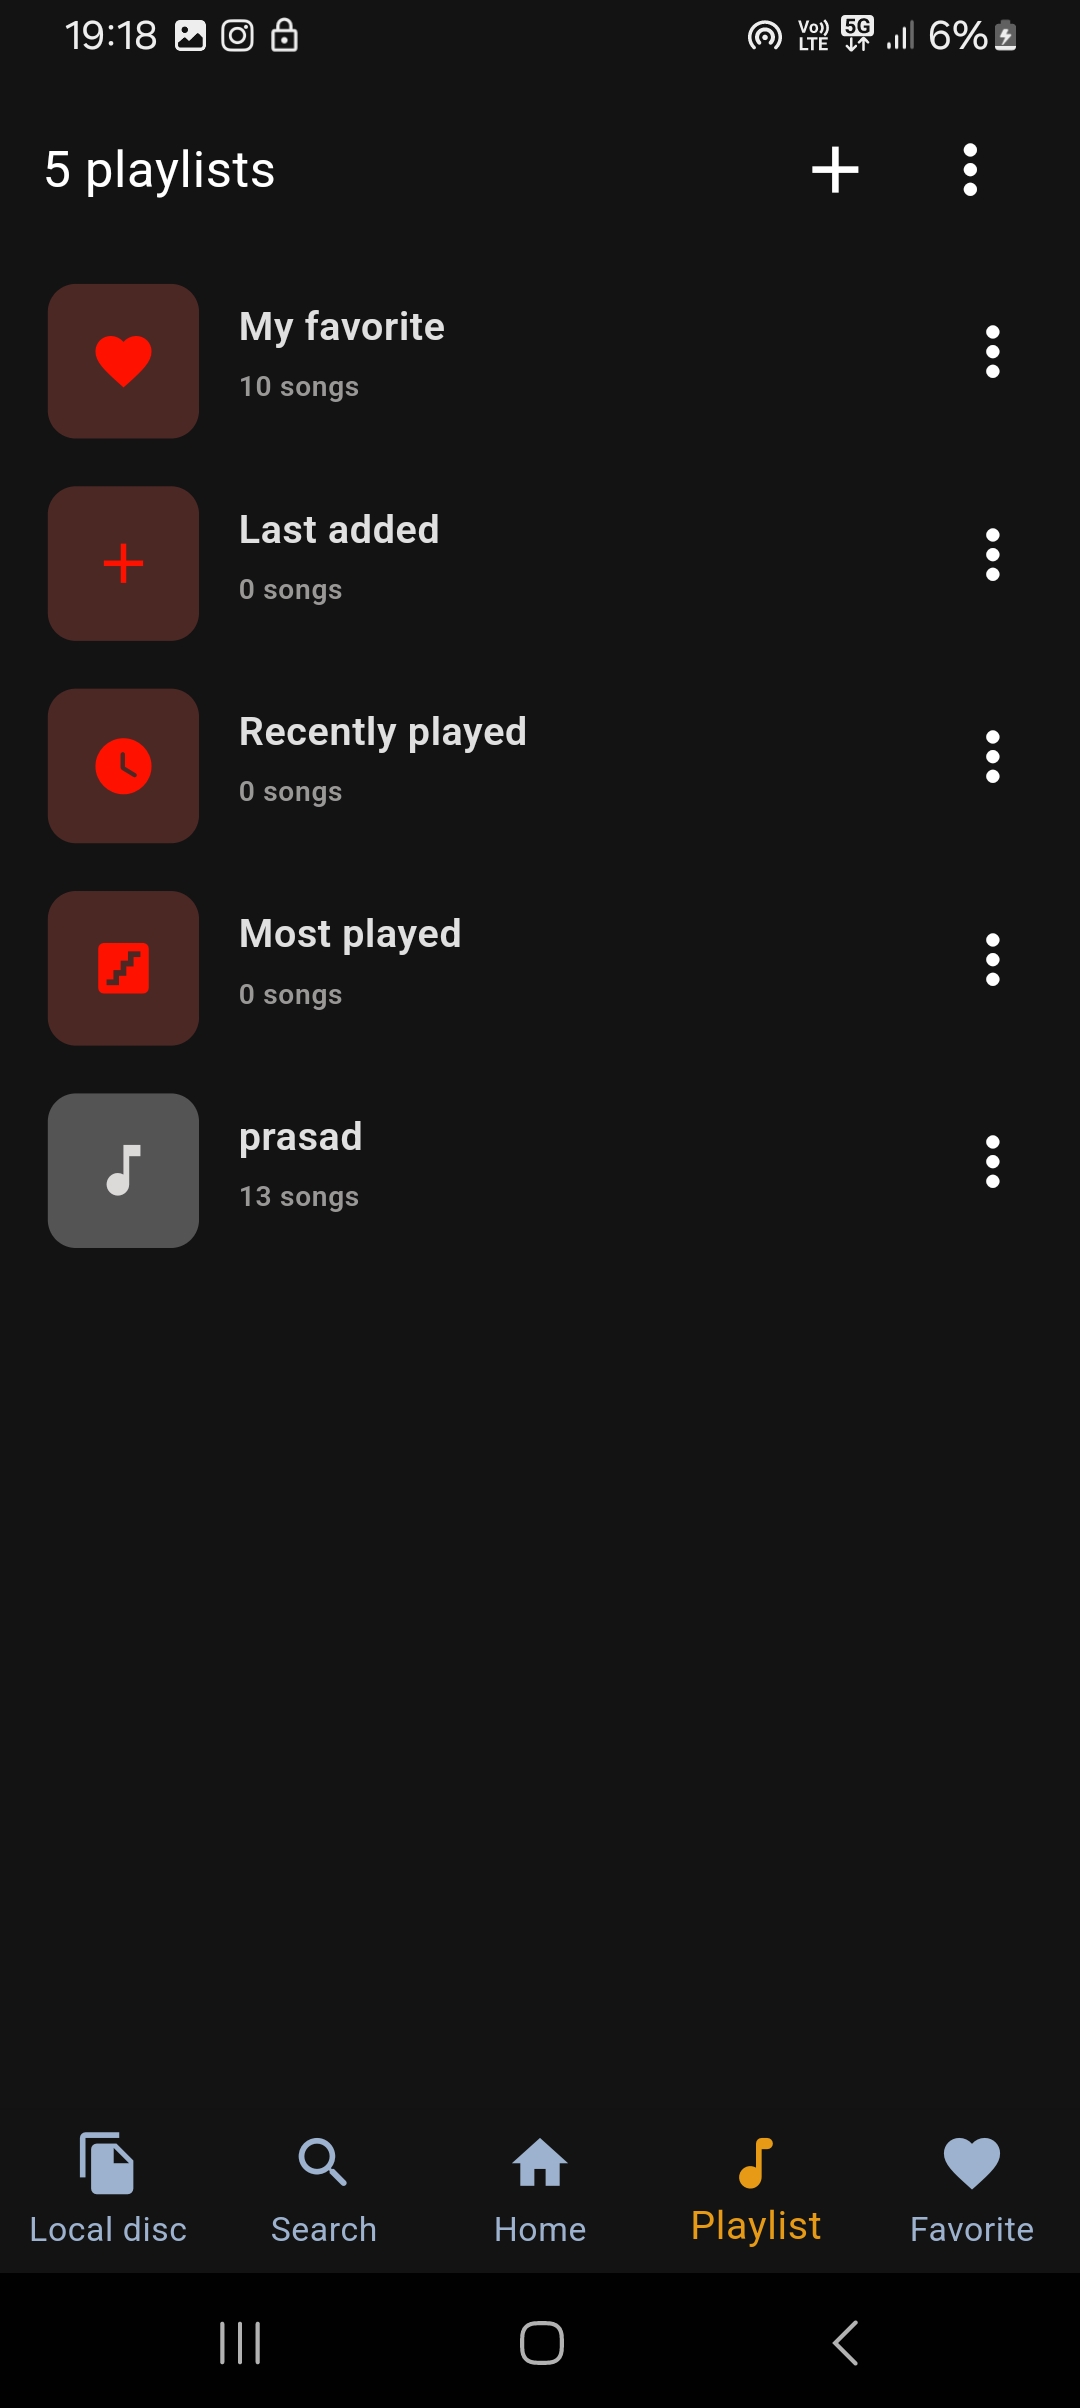 19:18
Vo)) LTE 5G 6%
5 playlists
My favorite
10 songs
Last added
0 songs
Recently played
0 songs
Most played
0 songs
prasad
13 songs
Local disc Search Home Playlist Favorite